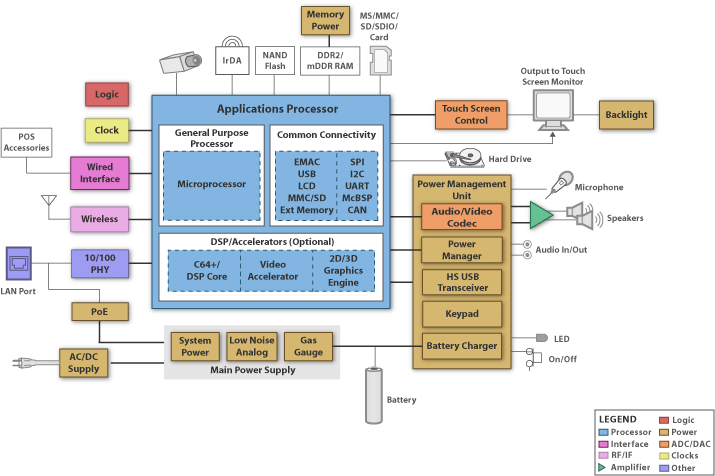 Memory
Power
MS/MMC/
SD/SDIO/
Card
IrDA
NAND
Flash
DDR2/
mDDR RAM
Output to Touch
Screen Monitor
Logic
Clock
POS
Accessories
Wired
Interface
Wireless
LAN Port
10/100
PHY
PoE
AC/DC
Supply
Applications Processor
General Purpose
Processor
Microprocessor
Common Connectivity
EMAC
USB
LCD
MMC/SD
Ext Memory
SPI
I2C
UART
McBSP
CAN
DSP/Accelerators (Optional)
C64+/
DSP Core
Video
Accelerator
2D/3D
Graphics
Engine
Touch Screen
Control
Backlight
Hard Drive
Power Management
Unit
Audio/Video
Codec
Power
Manager
HS USB
Transceiver
Keypad
Battery Charger
Microphone
Speakers
Audio In/Out
LED
On/Off
System
Power
Low Noise
Analog
Gas
Gauge
Main Power Supply
Battery
LEGEND
Processor
Interface
RF/IF
Amplifier
Logic
Power
ADC/DAC
Clocks
Other